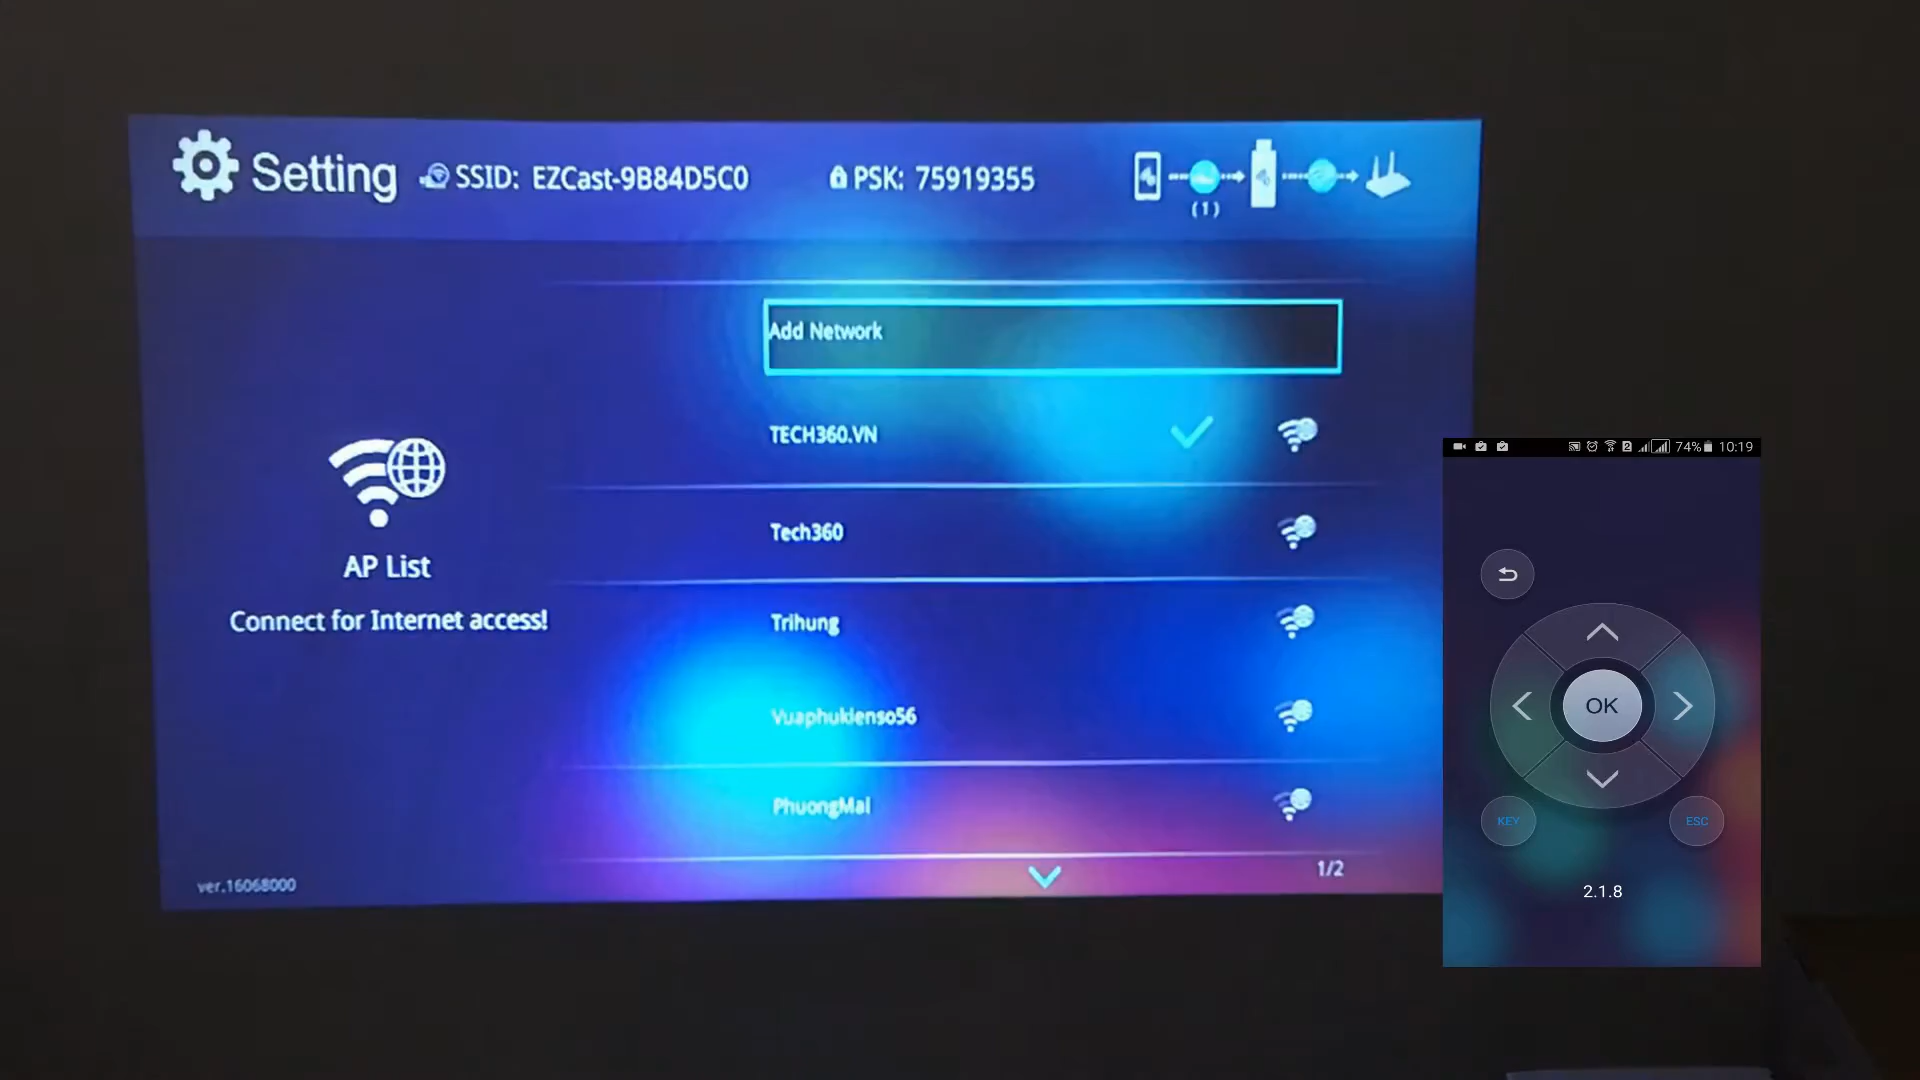 Setting
SSID: EZCast-9B84D5C0
PSK: 75919355
(1)
Add Network
TECH360.VN
Tech360
Trihung
Vuaphukienso56
PhuongMai
AP List
Connect for Internet access!
ver.16068000
1/2
2
74%
10:19
OK
KEY
ESC
2.1.8